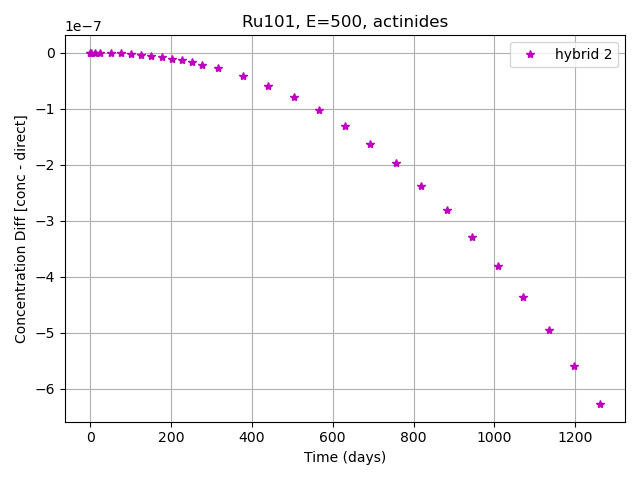 Ru101, E=500, actinides
1e−7
hybrid 2
0
−1
−2
−3
−4
−5
−6
Concentration Diff [conc - direct]
0 200 400 600 800 1000 1200
Time (days)